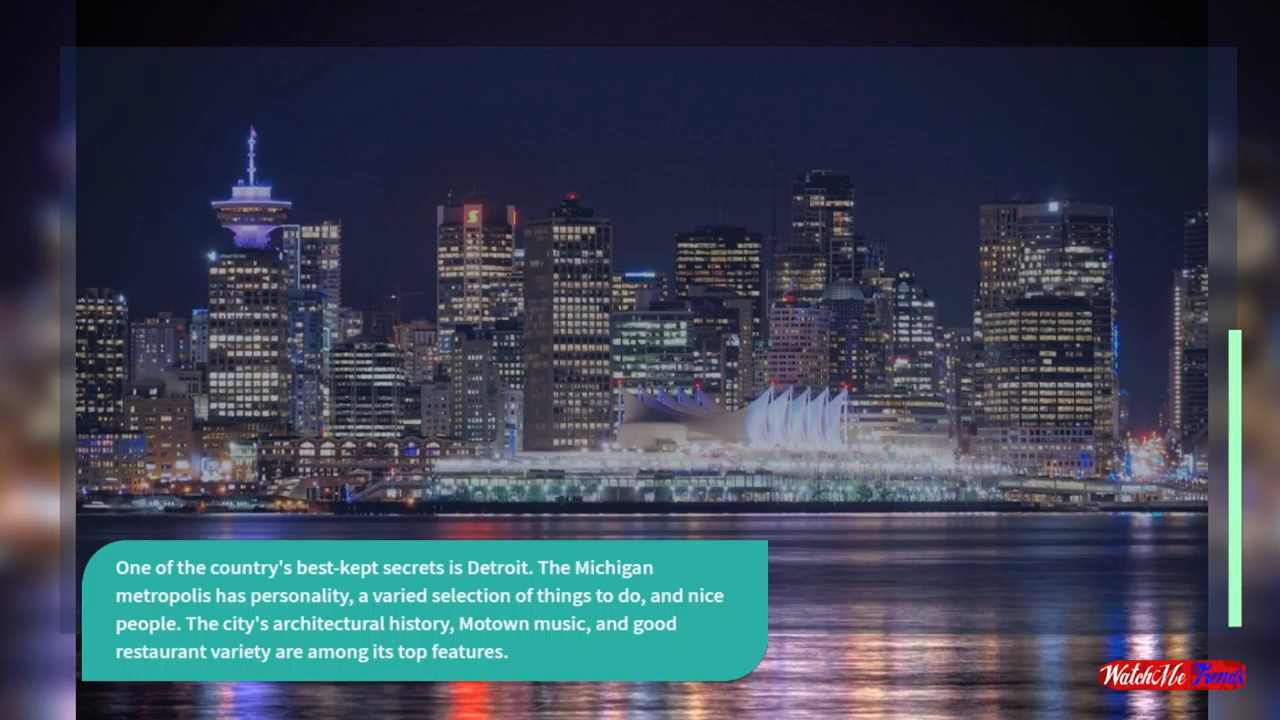 One of the country's best-kept secrets is Detroit. The Michigan
metropolis has personality, a varied selection of things to do, and nice
people. The city's architectural history, Motown music, and good
restaurant variety are among its top features.
WatchMe Trends